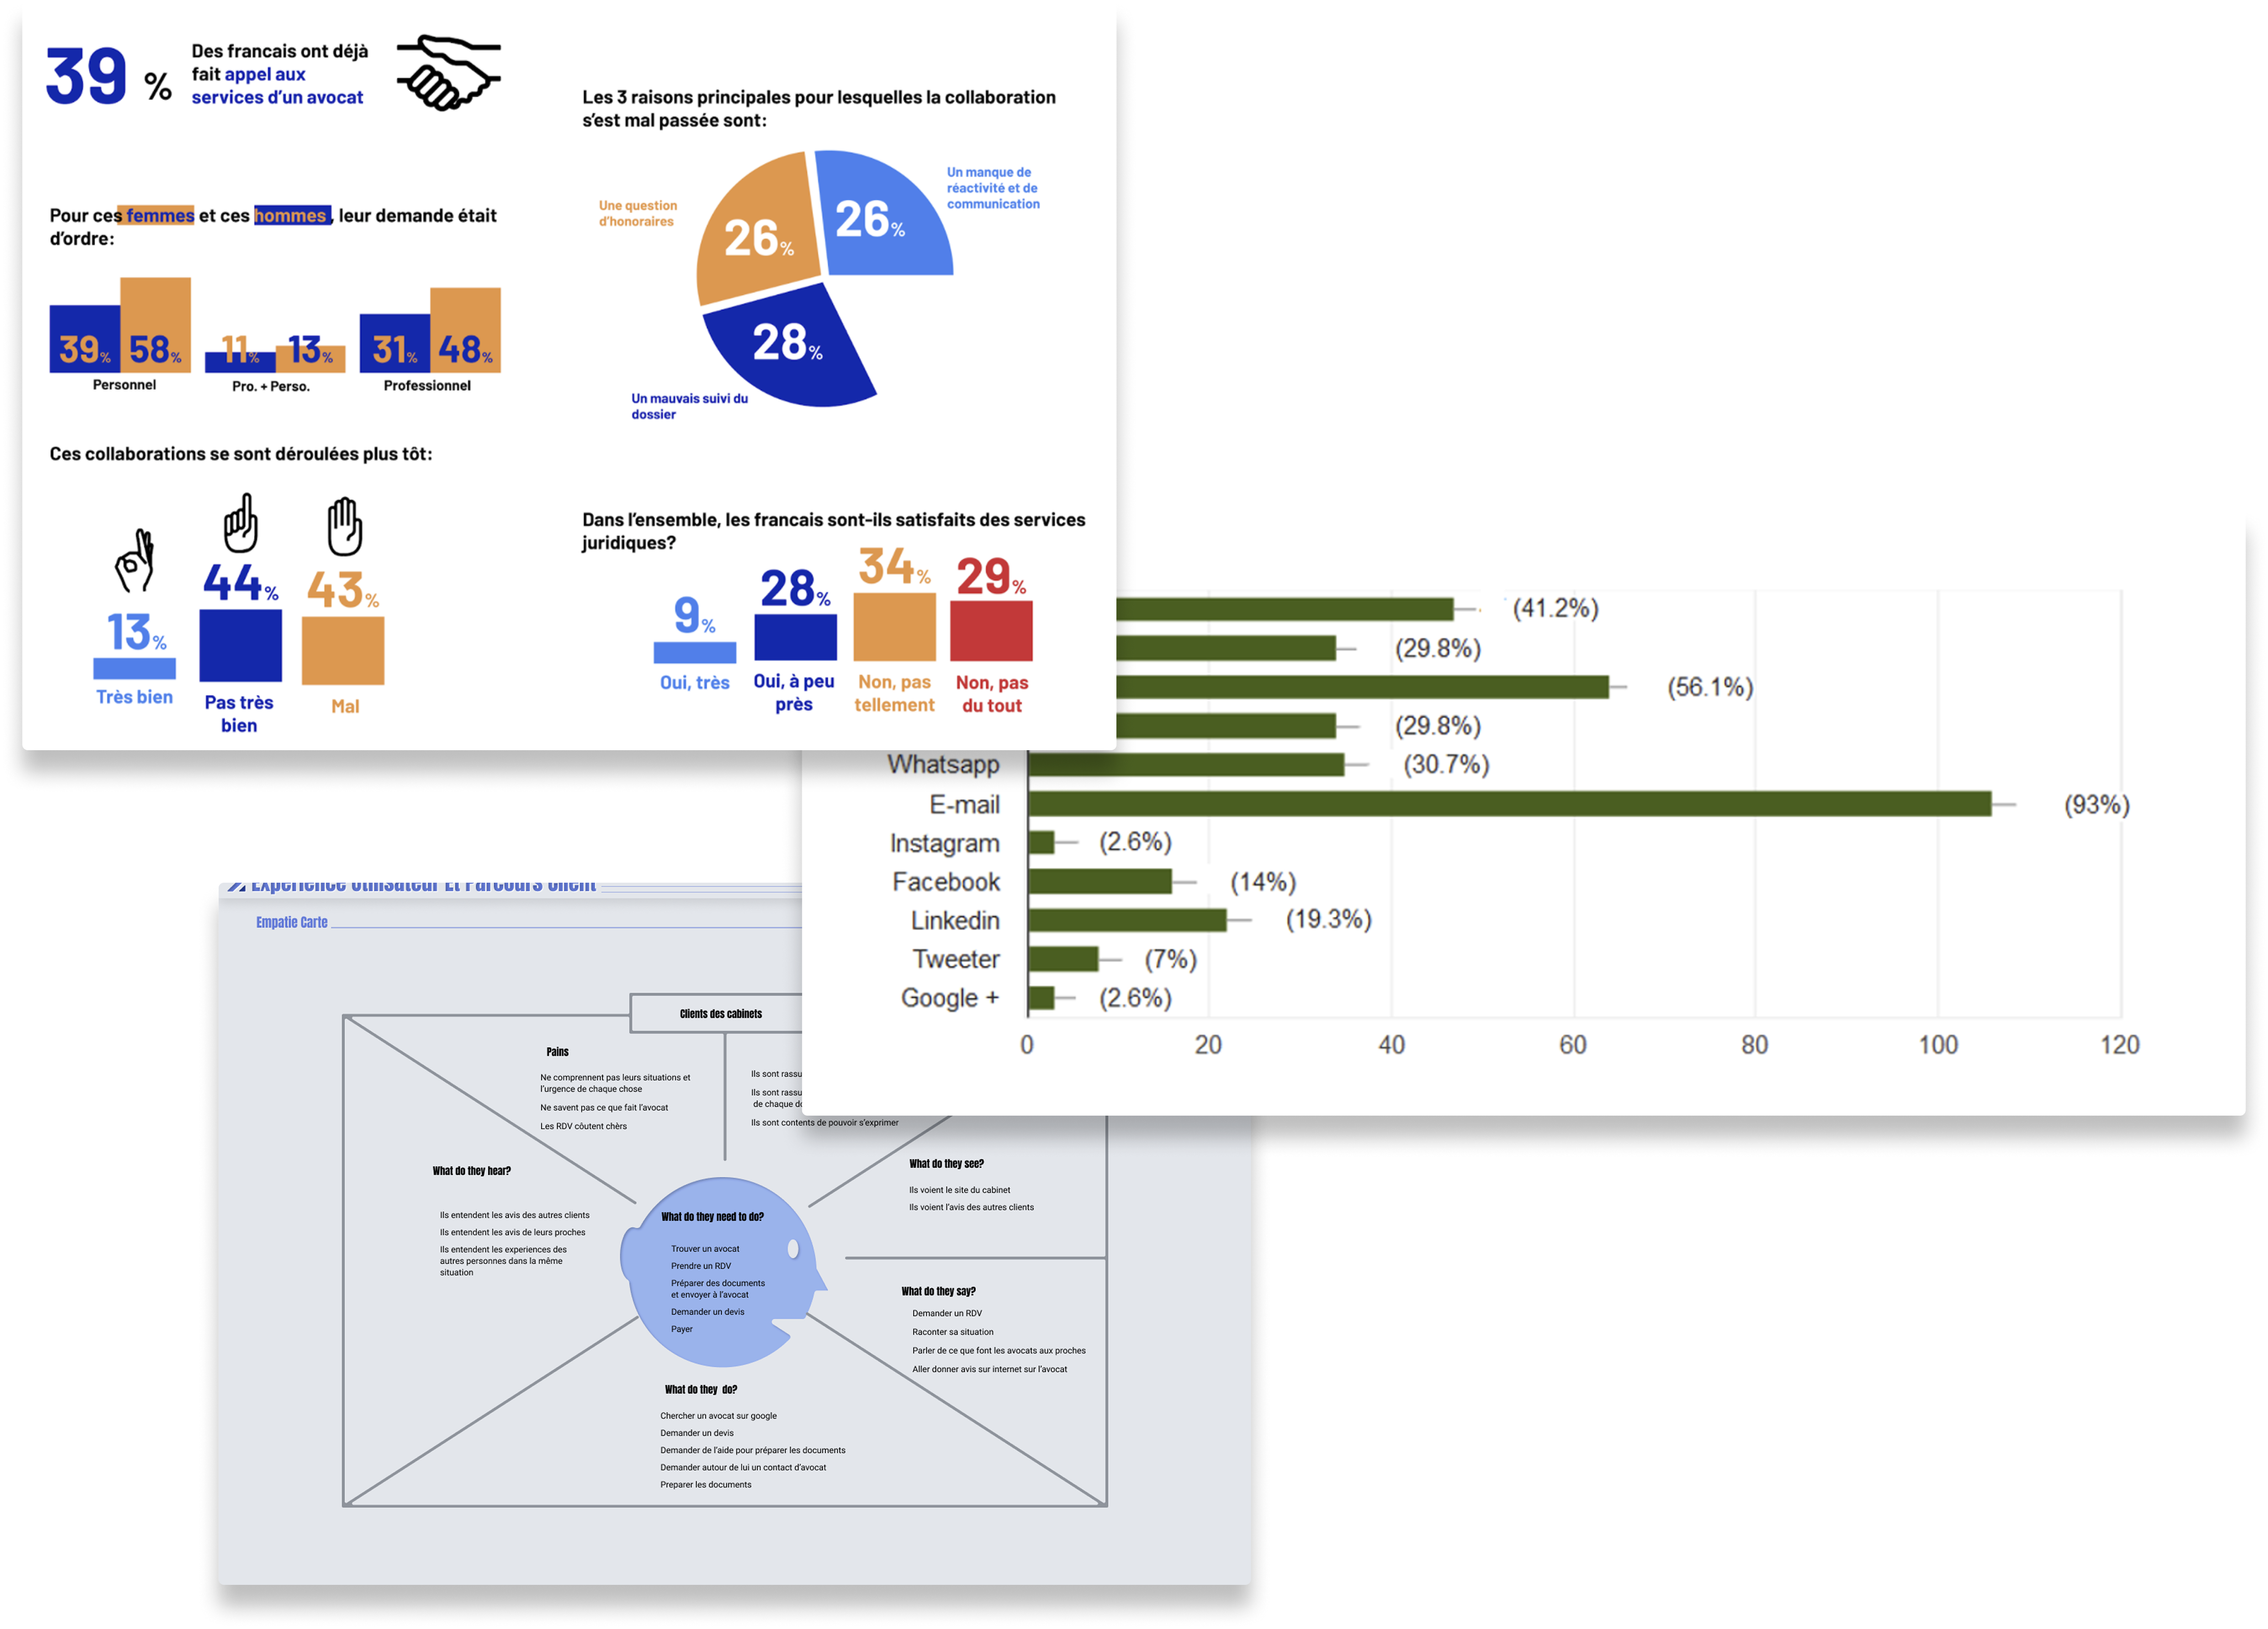 39 %
Des francais ont déjà
fait appel aux
services d'un avocat
Pour ces femmes et ces hommes, leur demande était
d'ordre:
39% 58% 11% 13% 31% 48%
Personnel Pro. + Perso. Professionnel
Ces collaborations se sont déroulées plus tôt:
13% 44% 43%
Très bien
Pas très
bien
Mal
Les 3 raisons principales pour lesquelles la collaboration
s'est mal passée sont:
Une question
d'honoraires
26%
26%
Un manque de
réactivité et de
communication
28%
Un mauvais suivi du
dossier
Dans l'ensemble, les francais sont-ils satisfaits des services
juridiques?
9% 28% 34% 29%
Oui, très
Oui, à peu
près
Non, pas
tellement
Non, pas
du tout
(41.2%)
(29.8%)
(56.1%)
(29.8%)
Whatsapp (30.7%)
E-mail (93%)
Instagram (2.6%)
Facebook (14%)
Linkedin (19.3%)
Tweeter (7%)
Google + (2.6%)
0 20 40 60 80 100 120
Experience Utilisateur Et Parcours Client
Empatie Carte
Clients des cabinets
Pains
Ne comprennent pas leurs situations et
l'urgence de chaque chose
Ne savent pas ce que fait l'avocat
Les RDV côutent chèrs
Ils sont rassu
Ils sont rassu
de chaque do
Ils sont contents de pouvoir s'exprimer
What do they hear?
Ils entendent les avis des autres clients
Ils entendent les avis de leurs proches
Ils entendent les experiences des
autres personnes dans la même
situation
What do they need to do?
Trouver un avocat
Prendre un RDV
Préparer des documents
et envoyer à l'avocat
Demander un devis
Payer
What do they see?
Ils voient le site du cabinet
Ils voient l'avis des autres clients
What do they say?
Demander un RDV
Raconter sa situation
Parler de ce que font les avocats aux proches
Aller donner avis sur internet sur l'avocat
What do they do?
Chercher un avocat sur google
Demander un devis
Demander de l'aide pour préparer les documents
Demander autour de lui un contact d'avocat
Preparer les documents